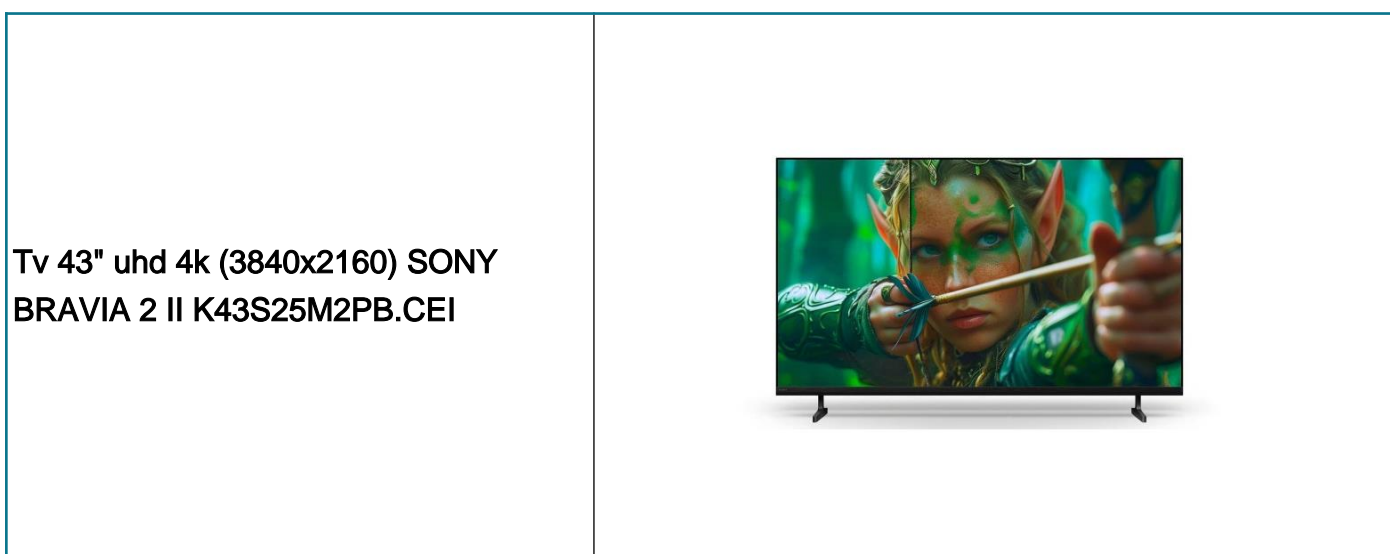 Tv 43" uhd 4k (3840x2160) SONY
BRAVIA 2 II K43S25M2PB.CEI